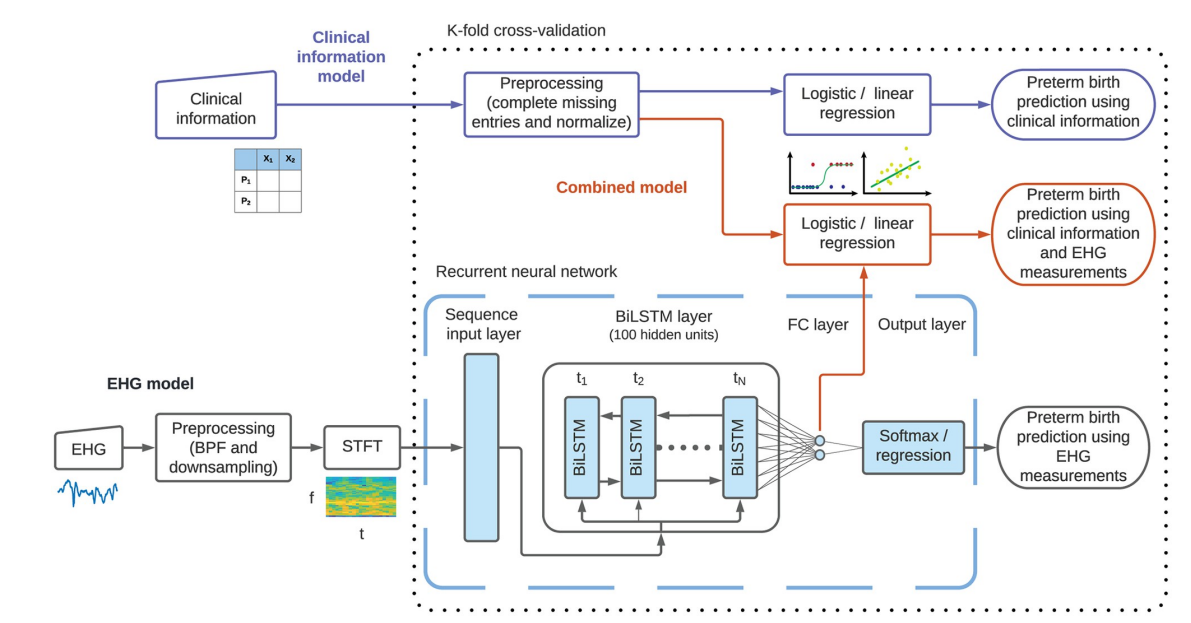 K-fold cross-validation
Clinical
information
model
Clinical
information
X1 X2
P1
P2
Preprocessing
(complete missing
entries and normalize)
Logistic / linear
regression
Preterm birth
prediction using
clinical information
Combined model
Logistic / linear
regression
Preterm birth
prediction using
clinical information
and EHG
measurements
Recurrent neural network
Sequence
input layer
BiLSTM layer
(100 hidden units)
FC layer
Output layer
t1
t2
tN
BiLSTM
BiLSTM
BiLSTM
EHG model
EHG
Preprocessing
(BPF and
downsampling)
STFT
f
t
Softmax /
regression
Preterm birth
prediction using
EHG
measurements